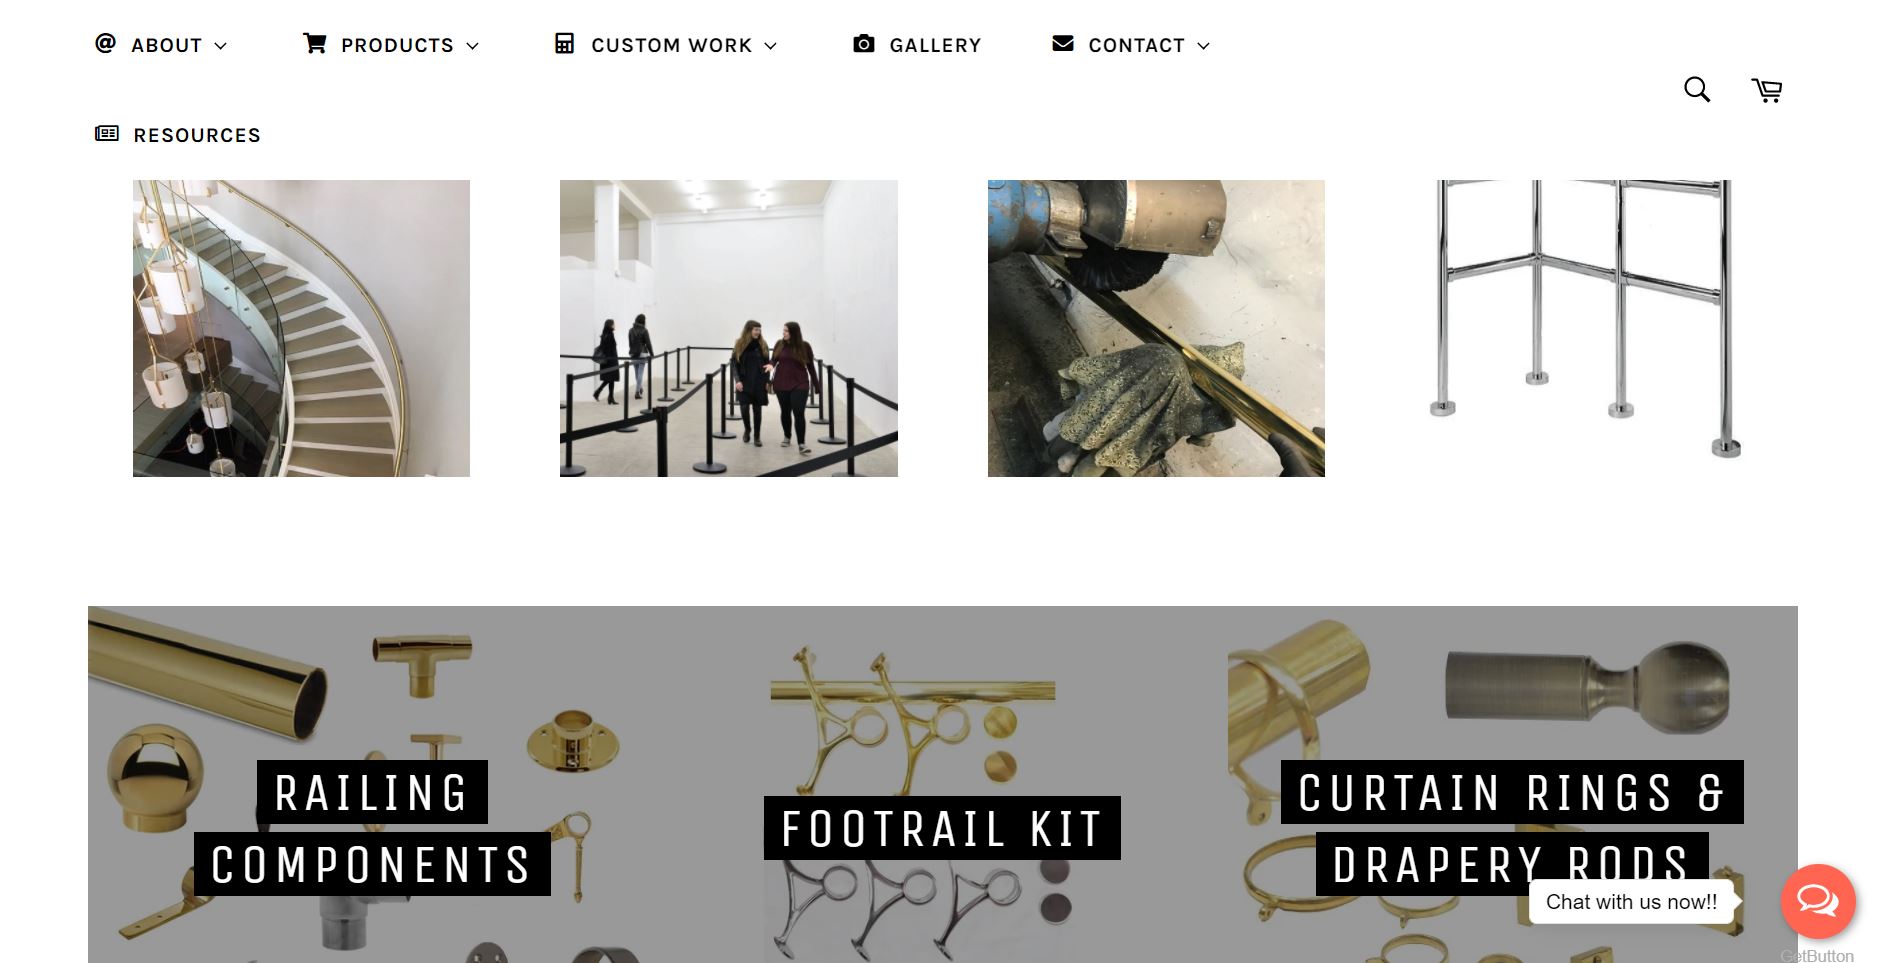 ABOUT
PRODUCTS
CUSTOM WORK
GALLERY
CONTACT
RESOURCES
RAILING
COMPONENTS
FOOTRAIL KIT
CURTAIN RINGS &
DRAPERY RODS
Chat with us now!!
GetButton